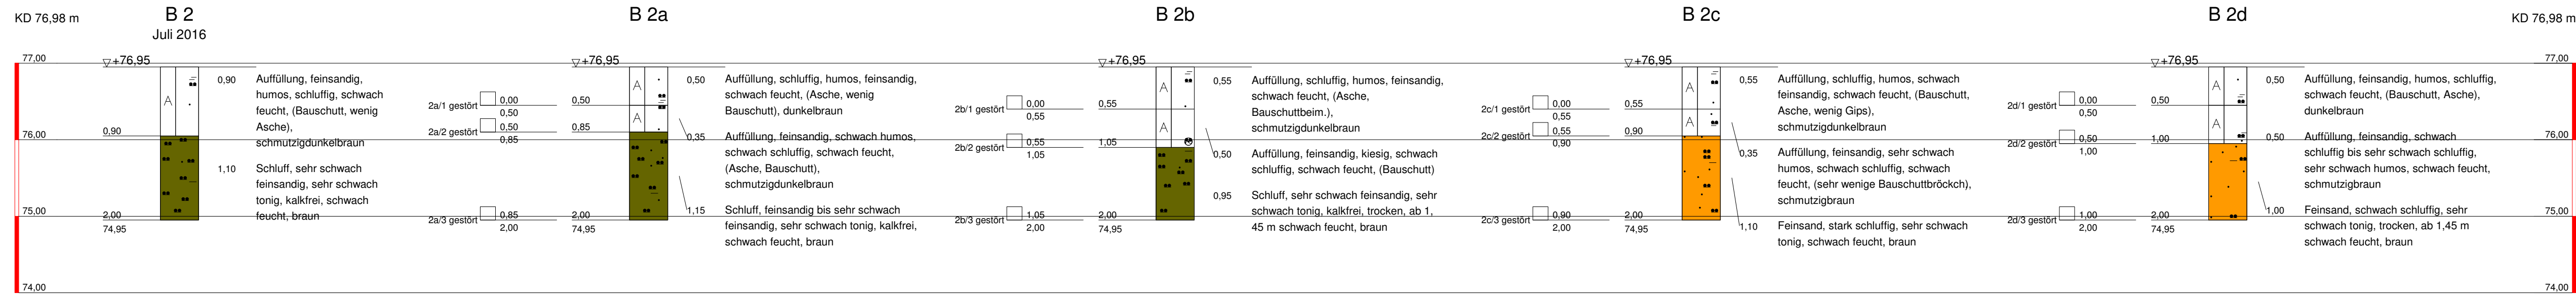 KD 76,98 m
B 2
Juli 2016
B 2a
B 2b
B 2c
B 2d
KD 76,98 m
77,00
76,00
75,00
74,00
+76,95
A
0,90
2,00
74,95
0,90
Auffüllung, feinsandig,
humos, schluffig, schwach
feucht, (Bauschutt, wenig
Asche),
schmutzigdunkelbraun
1,10
Schluff, sehr schwach
feinsandig, sehr schwach
tonig, kalkfrei, schwach
feucht, braun
2a/1 gestört
0,00
0,50
2a/2 gestört
0,50
0,85
2a/3 gestört
0,85
2,00
+76,95
A
A
0,50
0,85
2,00
74,95
0,50
Auffüllung, schluffig, humos, feinsandig,
schwach feucht, (Asche, wenig
Bauschutt), dunkelbraun
0,35
Auffüllung, feinsandig, schwach humos,
schwach schluffig, schwach feucht,
(Asche, Bauschutt),
schmutzigdunkelbraun
1,15
Schluff, feinsandig bis sehr schwach
feinsandig, sehr schwach tonig, kalkfrei,
schwach feucht, braun
2b/1 gestört
0,00
0,55
2b/2 gestört
0,55
1,05
2b/3 gestört
1,05
2,00
+76,95
A
A
0,55
1,05
2,00
74,95
0,55
Auffüllung, schluffig, humos, feinsandig,
schwach feucht, (Asche,
Bauschuttbeim.),
schmutzigdunkelbraun
0,50
Auffüllung, feinsandig, kiesig, schwach
schluffig, schwach feucht, (Bauschutt)
0,95
Schluff, sehr schwach feinsandig, sehr
schwach tonig, kalkfrei, trocken, ab 1,
45 m schwach feucht, braun
2c/1 gestört
0,00
0,55
2c/2 gestört
0,55
0,90
2c/3 gestört
0,90
2,00
+76,95
A
A
0,55
0,90
2,00
74,95
0,55
Auffüllung, schluffig, humos, schwach
feinsandig, schwach feucht, (Bauschutt,
Asche, wenig Gips),
schmutzigdunkelbraun
0,35
Auffüllung, feinsandig, sehr schwach
humos, schwach schluffig, schwach
feucht, (sehr wenige Bauschuttbröckch),
schmutzigbraun
1,10
Feinsand, stark schluffig, sehr schwach
tonig, schwach feucht, braun
2d/1 gestört
0,00
0,50
2d/2 gestört
0,50
1,00
2d/3 gestört
1,00
2,00
+76,95
A
A
0,50
1,00
2,00
74,95
0,50
Auffüllung, feinsandig, humos, schluffig,
schwach feucht, (Bauschutt, Asche),
dunkelbraun
0,50
Auffüllung, feinsandig, schwach
schluffig bis sehr schwach schluffig,
sehr schwach humos, schwach feucht,
schmutzigbraun
1,00
Feinsand, schwach schluffig, sehr
schwach tonig, trocken, ab 1,45 m
schwach feucht, braun
77,00
76,00
75,00
74,00